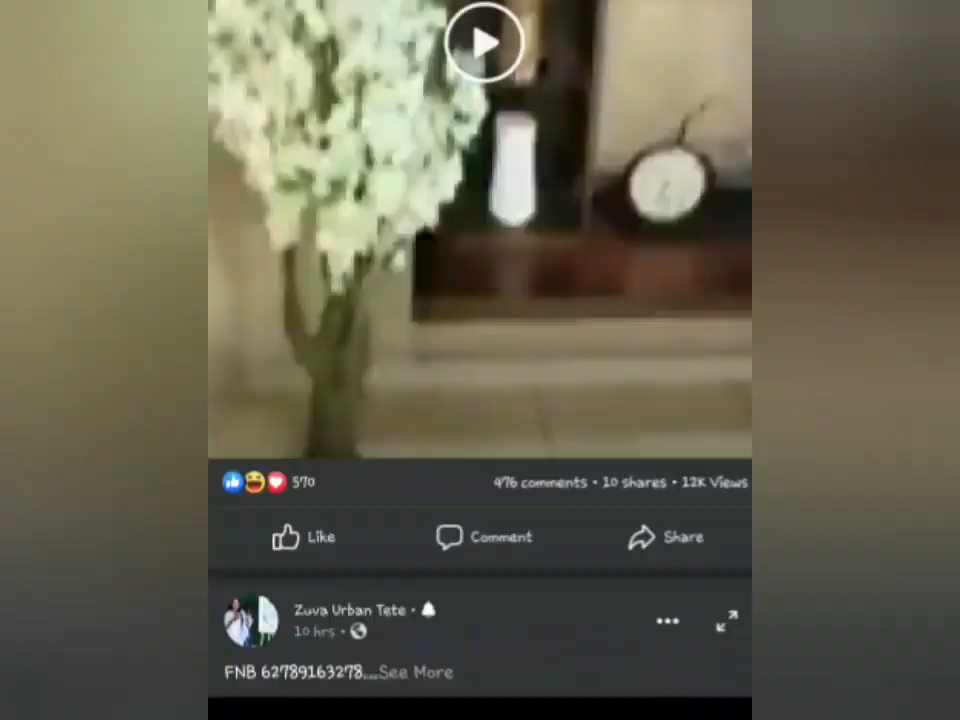 570 476 comments • 10 shares • 12K Views
Like Comment Share
Zuva Urban Tete •
10 hrs •
FNB 62789163278....See More